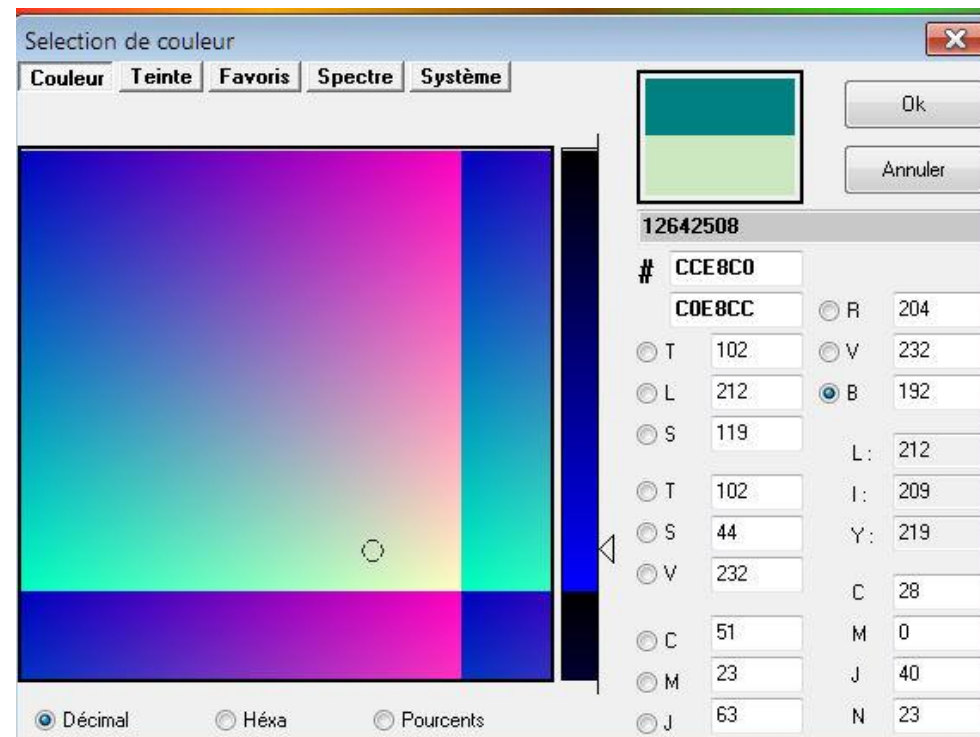 Selection de couleur
Couleur Teinte Favoris Spectre Système
Ok
Annuler
12642508
# CCE8C0
C0E8CC
R 204
T 102
V 232
L 212
B 192
S 119
L: 212
T 102
I: 209
S 44
Y: 219
V 232
C 28
C 51
M 0
M 23
J 40
J 63
N 23
Décimal Héxa Pourcents